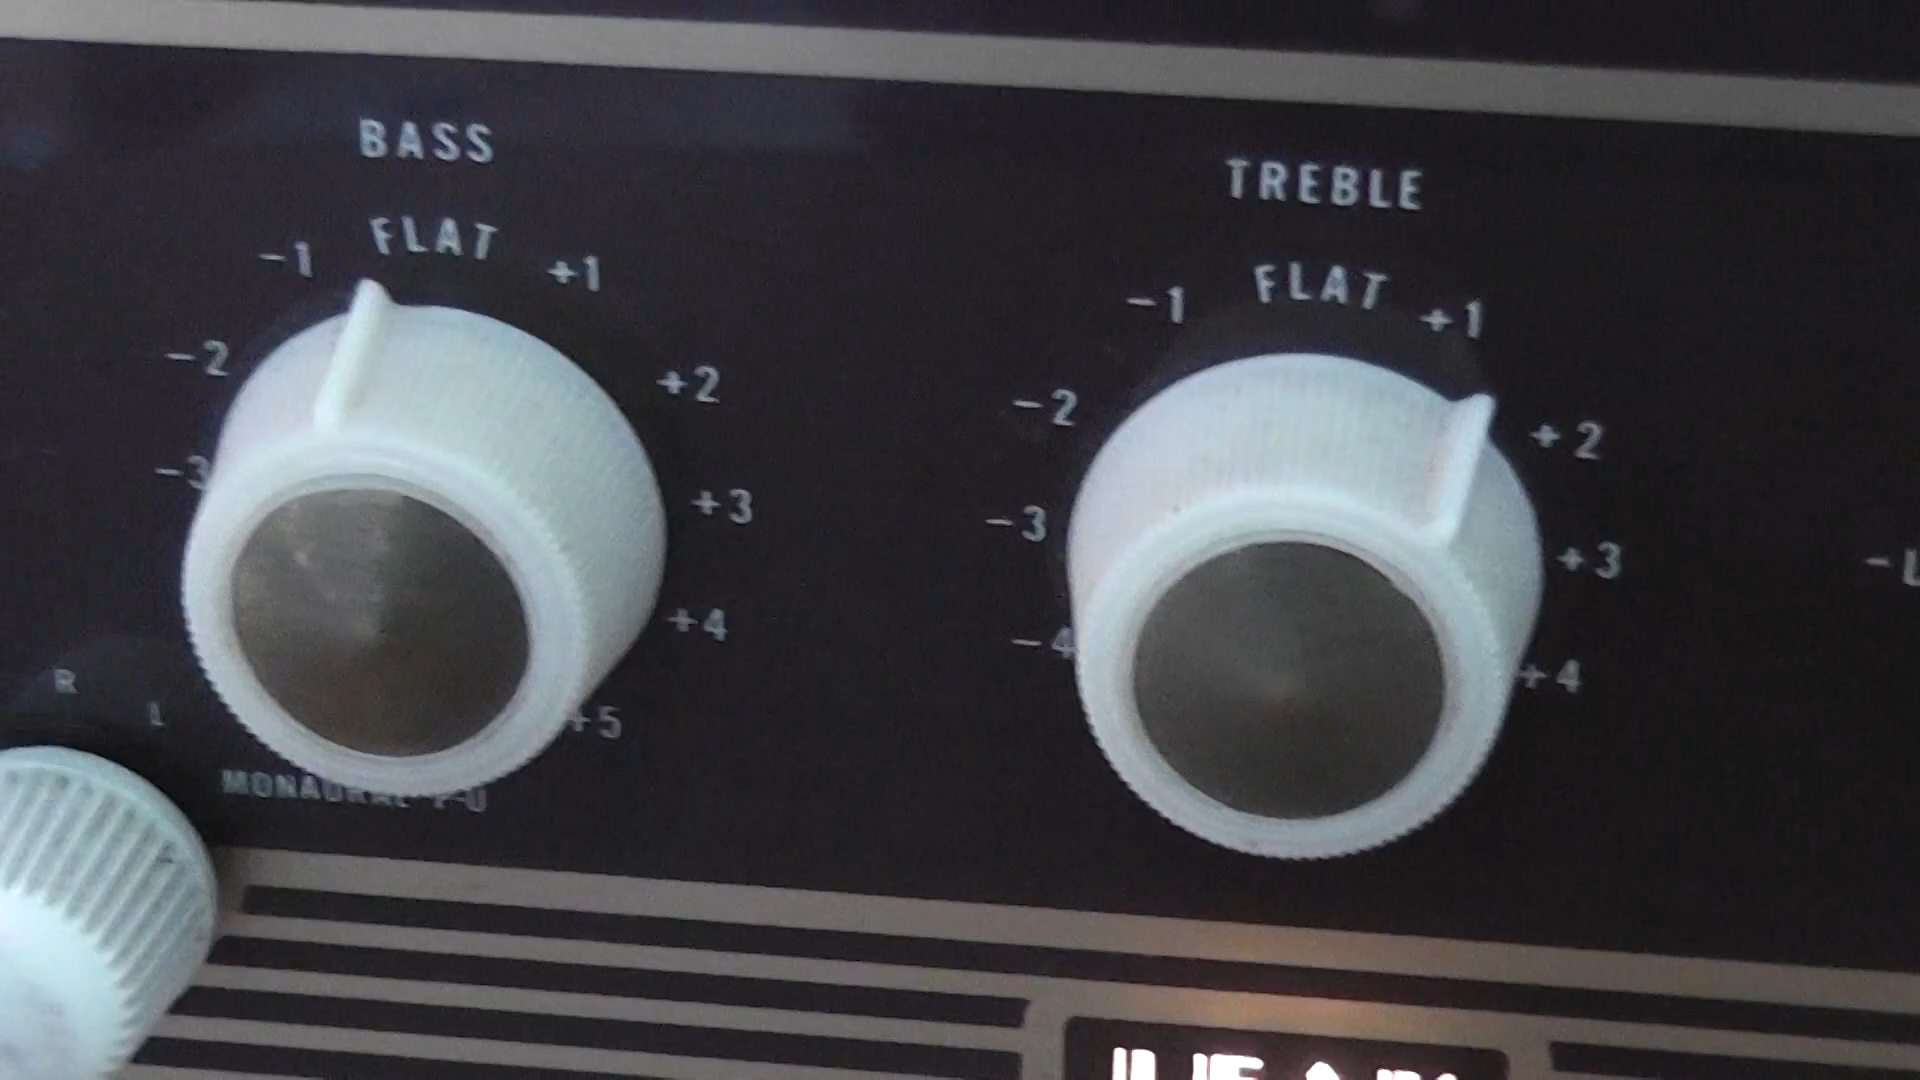 BASS
FLAT
-1
+1
-2
+2
-3
+3
+4
+5
TREBLE
FLAT
-1
+1
-2
+2
-3
+3
-4
+4
R
L
MONAURAL P-U